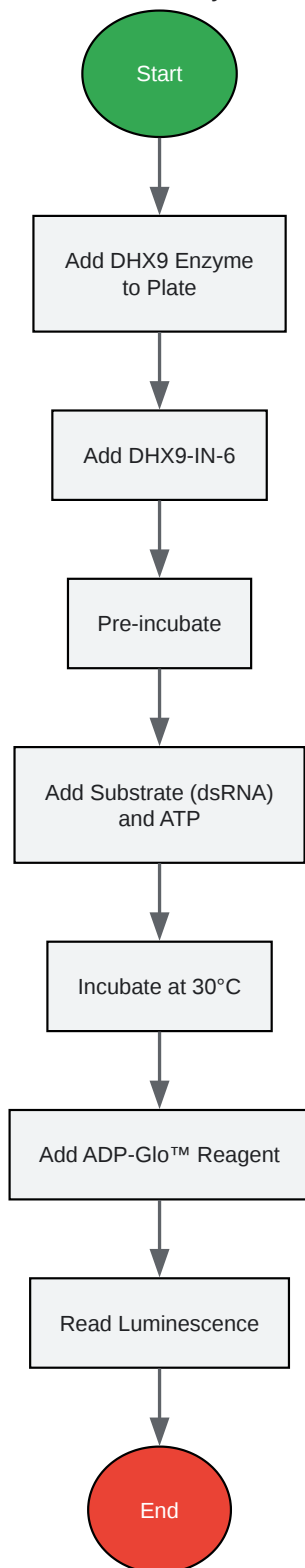 Start
Add DHX9 Enzyme
to Plate
Add DHX9-IN-6
Pre-incubate
Add Substrate (dsRNA)
and ATP
Incubate at 30°C
Add ADP-Glo™ Reagent
Read Luminescence
End